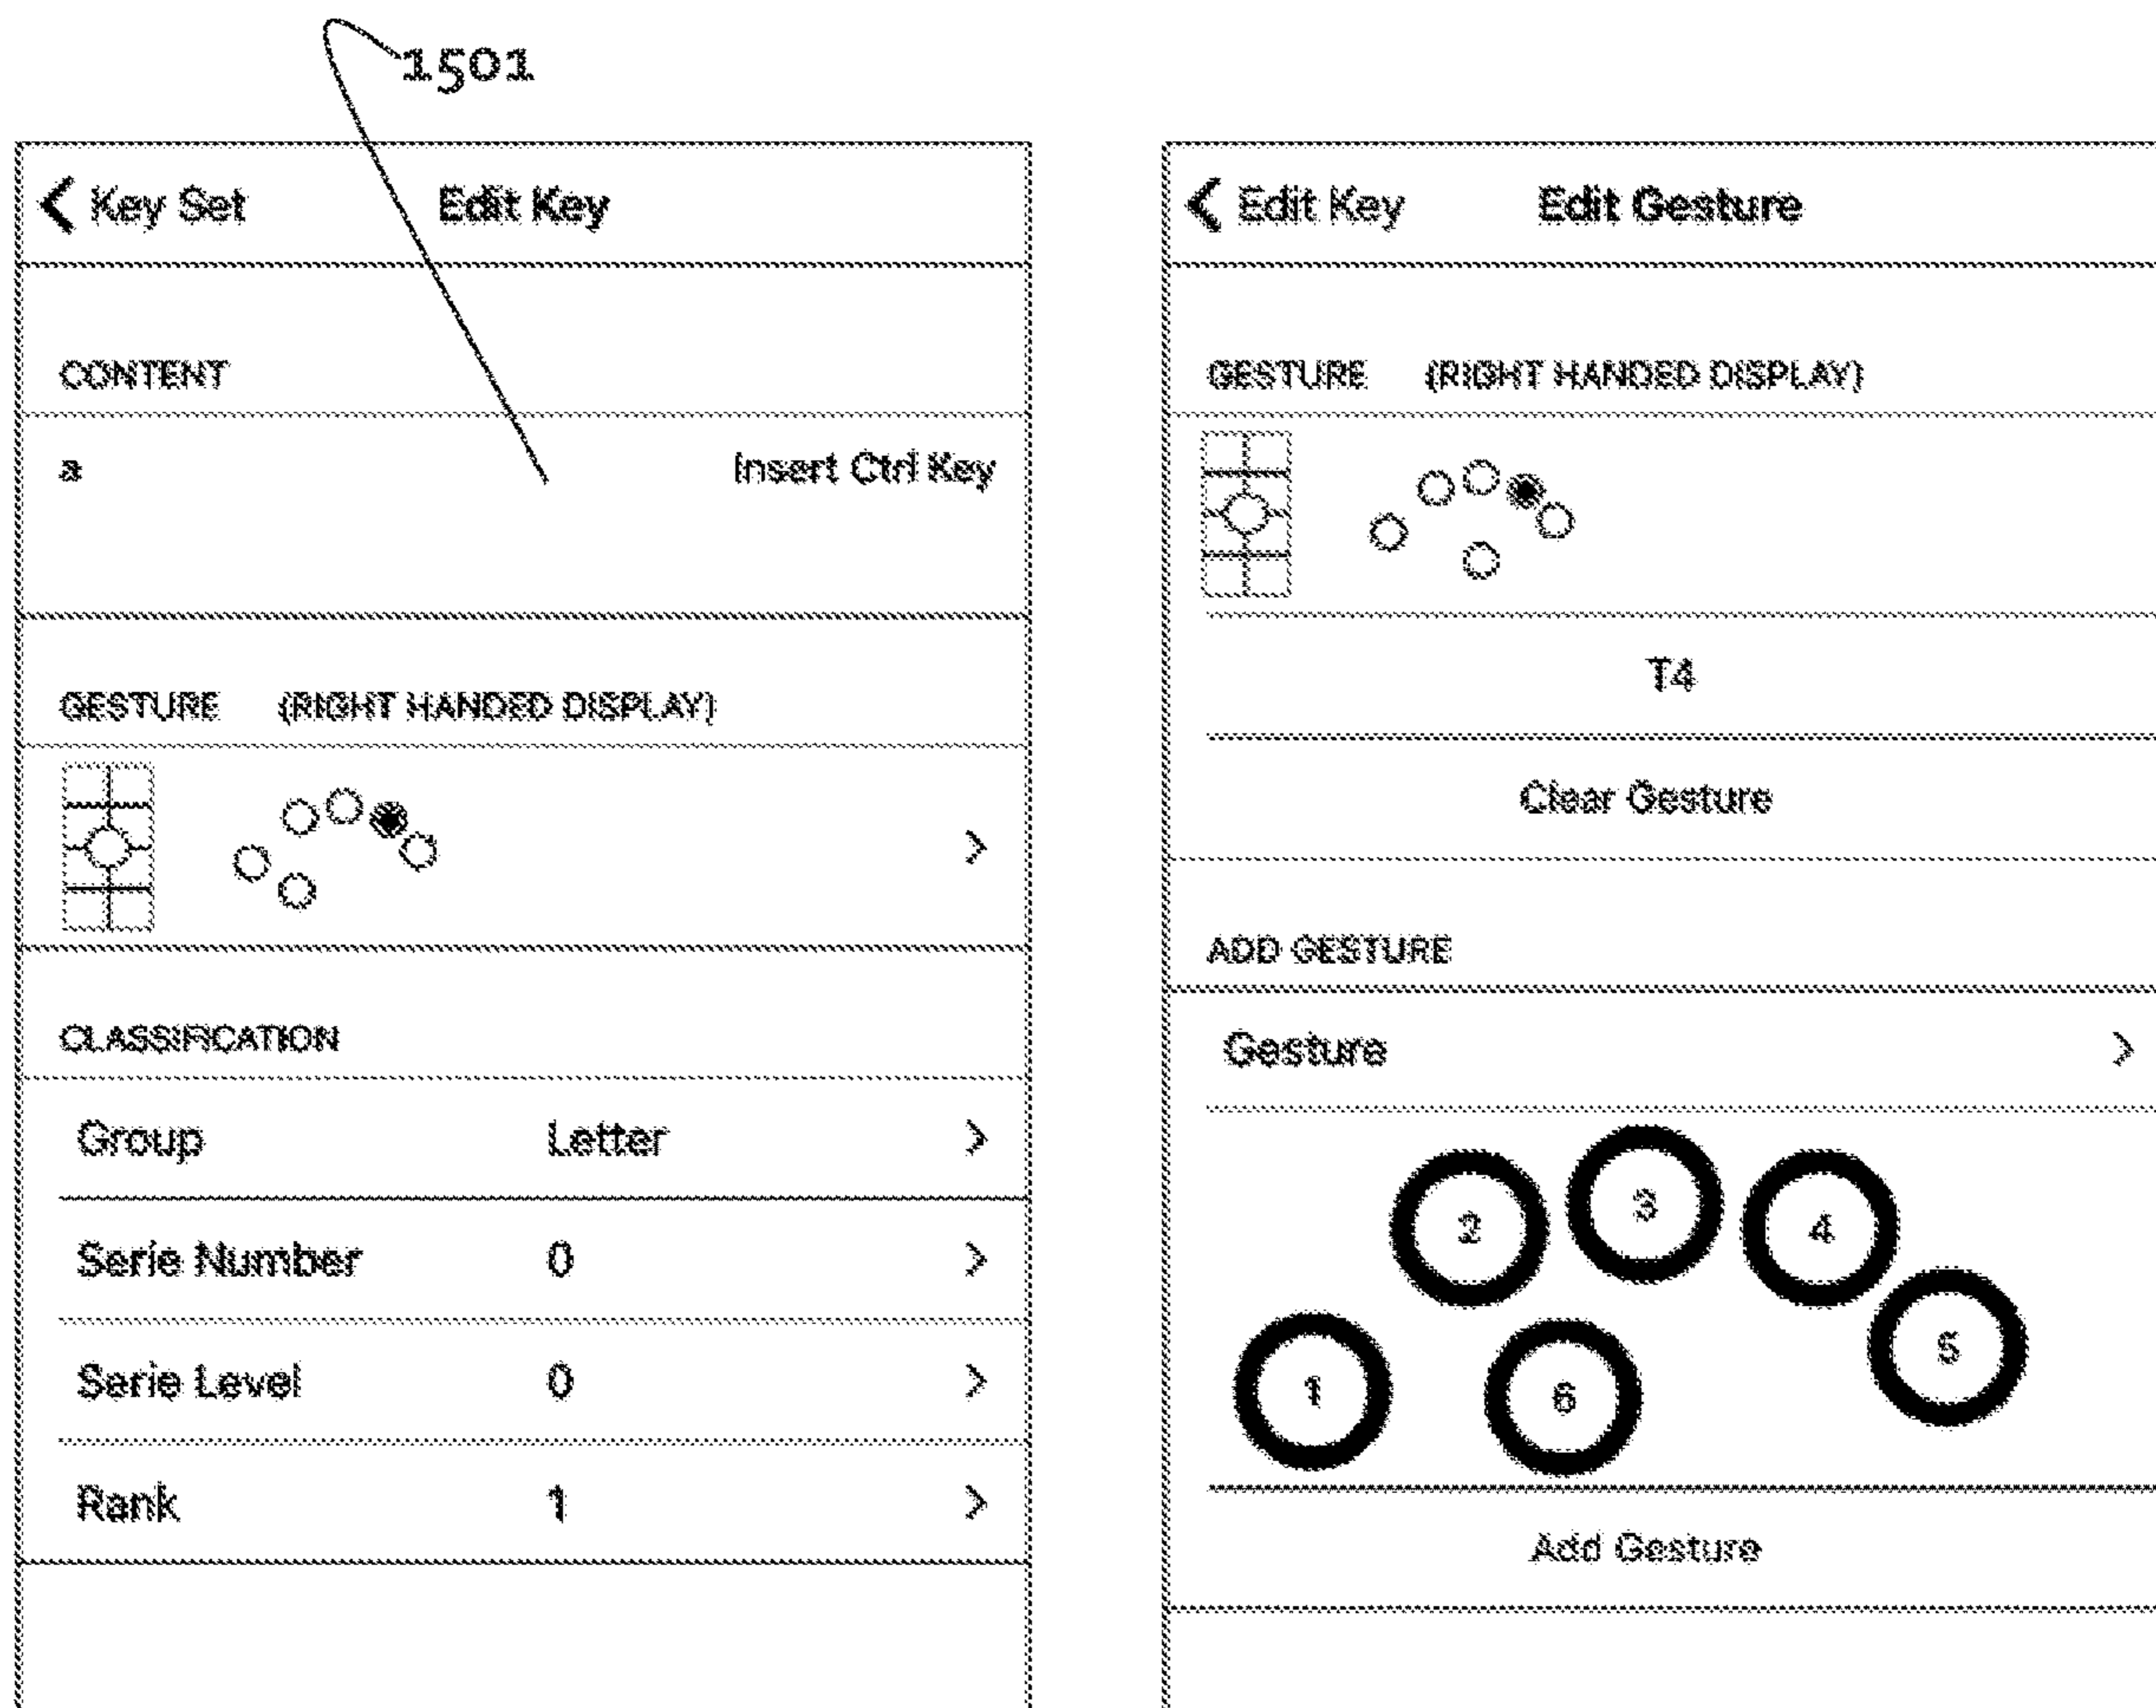 1501
Key Set Edit Key
CONTENT
a Insert Ctrl Key
GESTURE (RIGHT HANDED DISPLAY)
CLASSIFICATION
Group Letter
Serie Number 0
Serie Level 0
Rank 1
Edit Key Edit Gesture
GESTURE (RIGHT HANDED DISPLAY)
T4
Clear Gesture
ADD GESTURE
Gesture
2 3 4
1 6 5
Add Gesture